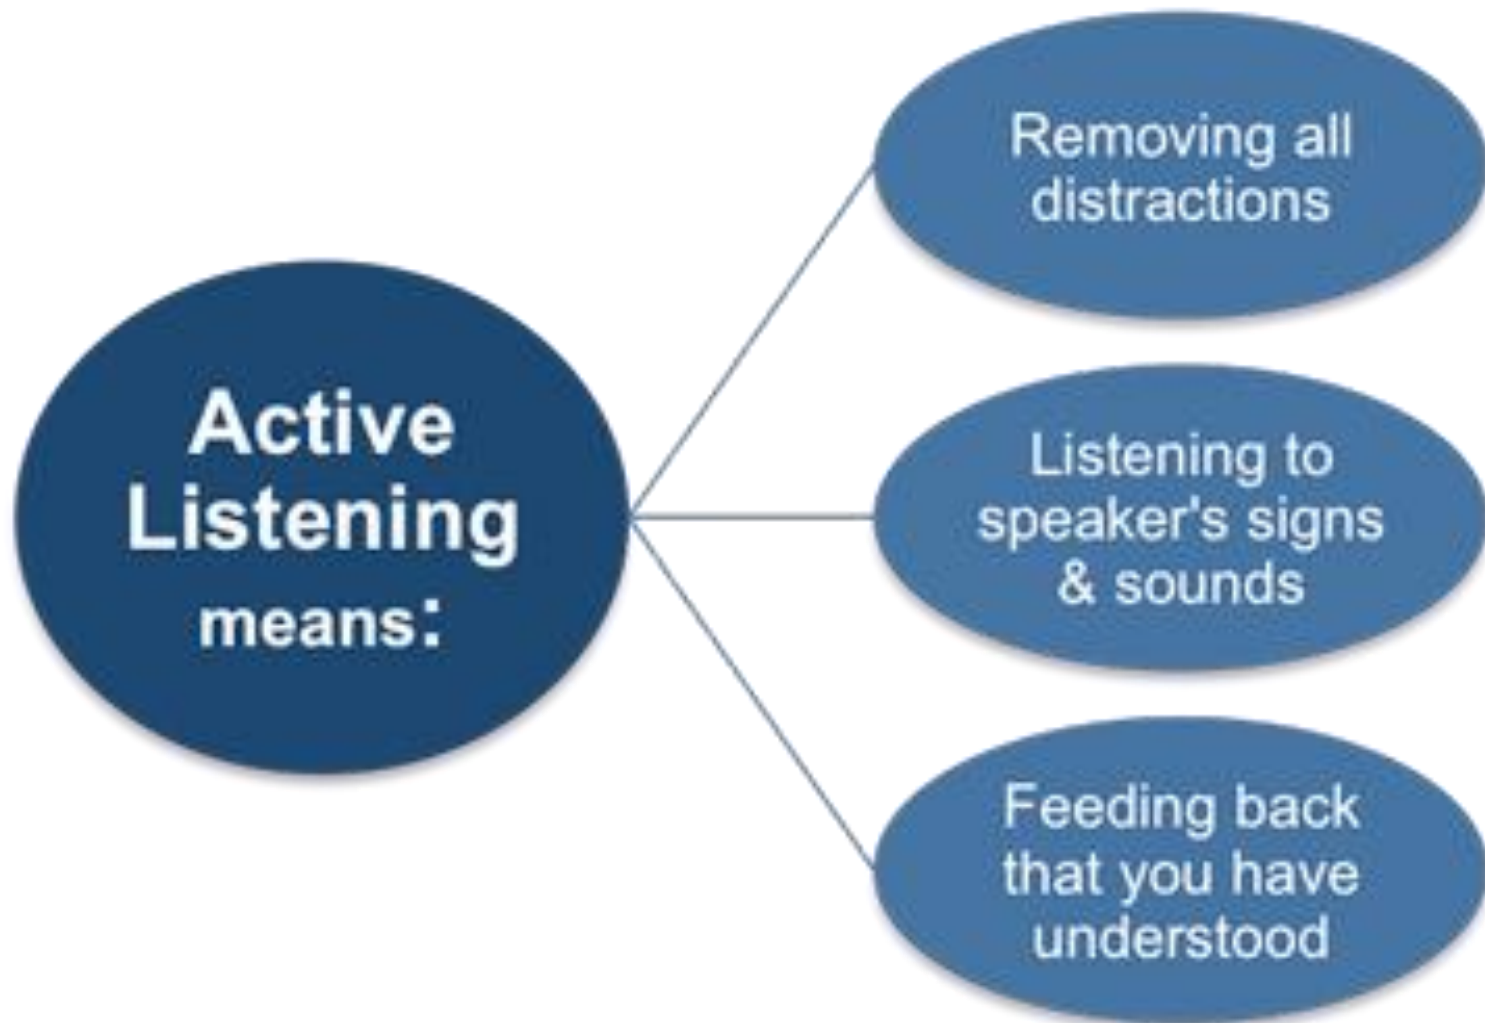 Active
Listening
means:
Removing all
distractions
Listening to
speaker's signs
& sounds
Feeding back
that you have
understood